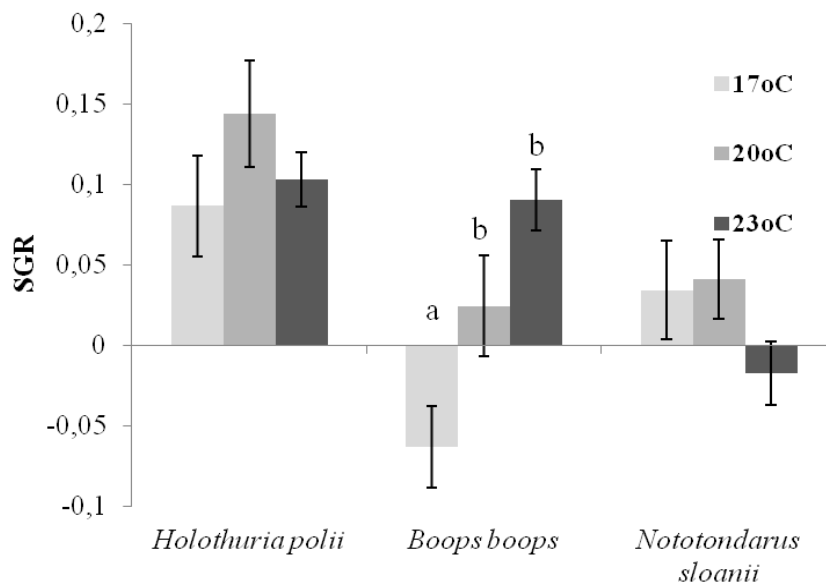 0,2
0,15
0,1
0,05
0
-0,05
-0,1
SGR
17oC
20oC
23oC
a
b
b
Holothuria polii
Boops boops
Nototondarus
sloanii